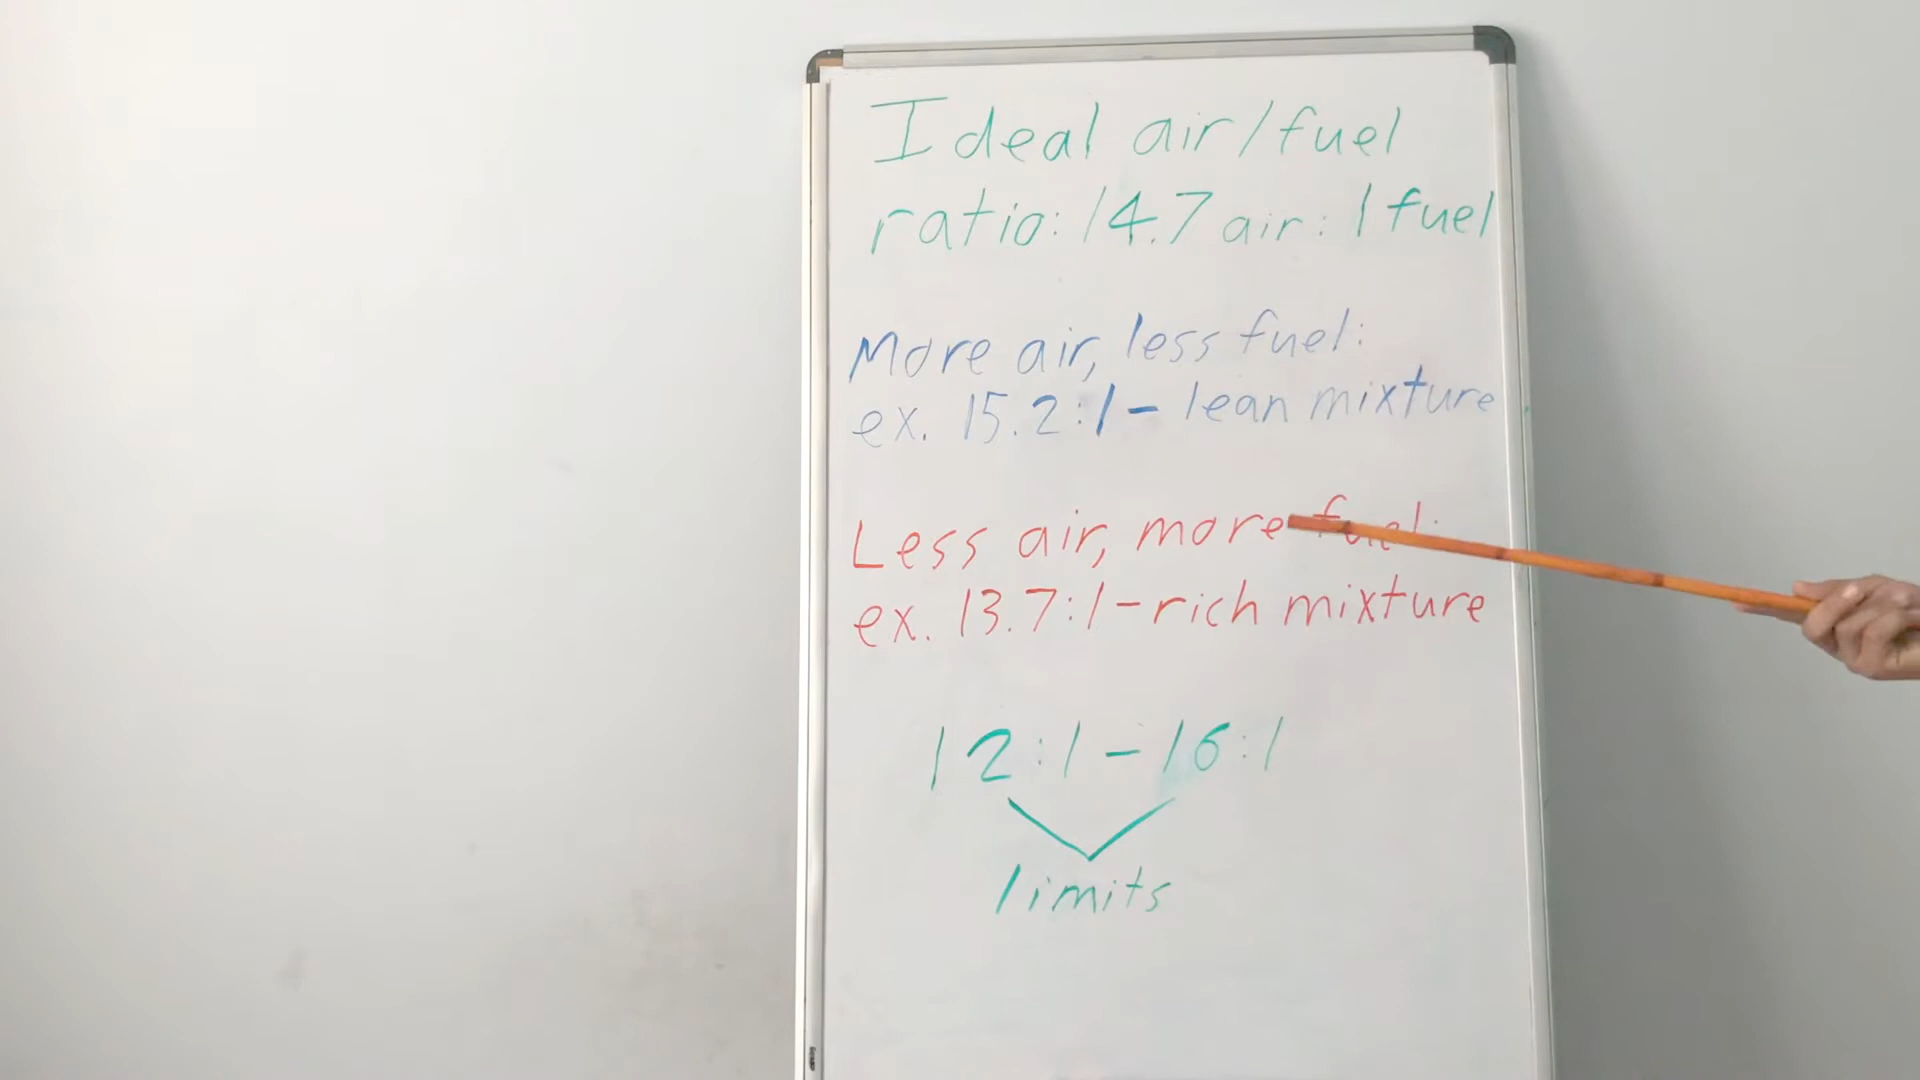 Ideal air/fuel
ratio: 14.7 air: 1 fuel
More air, less fuel:
ex. 15.2:1 - lean mixture
Less air, more fuel:
ex. 13.7:1 - rich mixture
12:1 - 16:1
limits